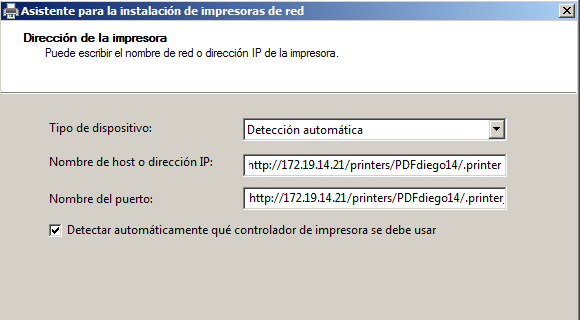 Asistente para la instalación de impresoras de red
Dirección de la impresora
Puede escribir el nombre de red o dirección IP de la impresora.
Tipo de dispositivo: Detección automática
Nombre de host o dirección IP: http://172.19.14.21/printers/PDFdiego14/.printer
Nombre del puerto: http://172.19.14.21/printers/PDFdiego14/.printer_
Detectar automáticamente qué controlador de impresora se debe usar